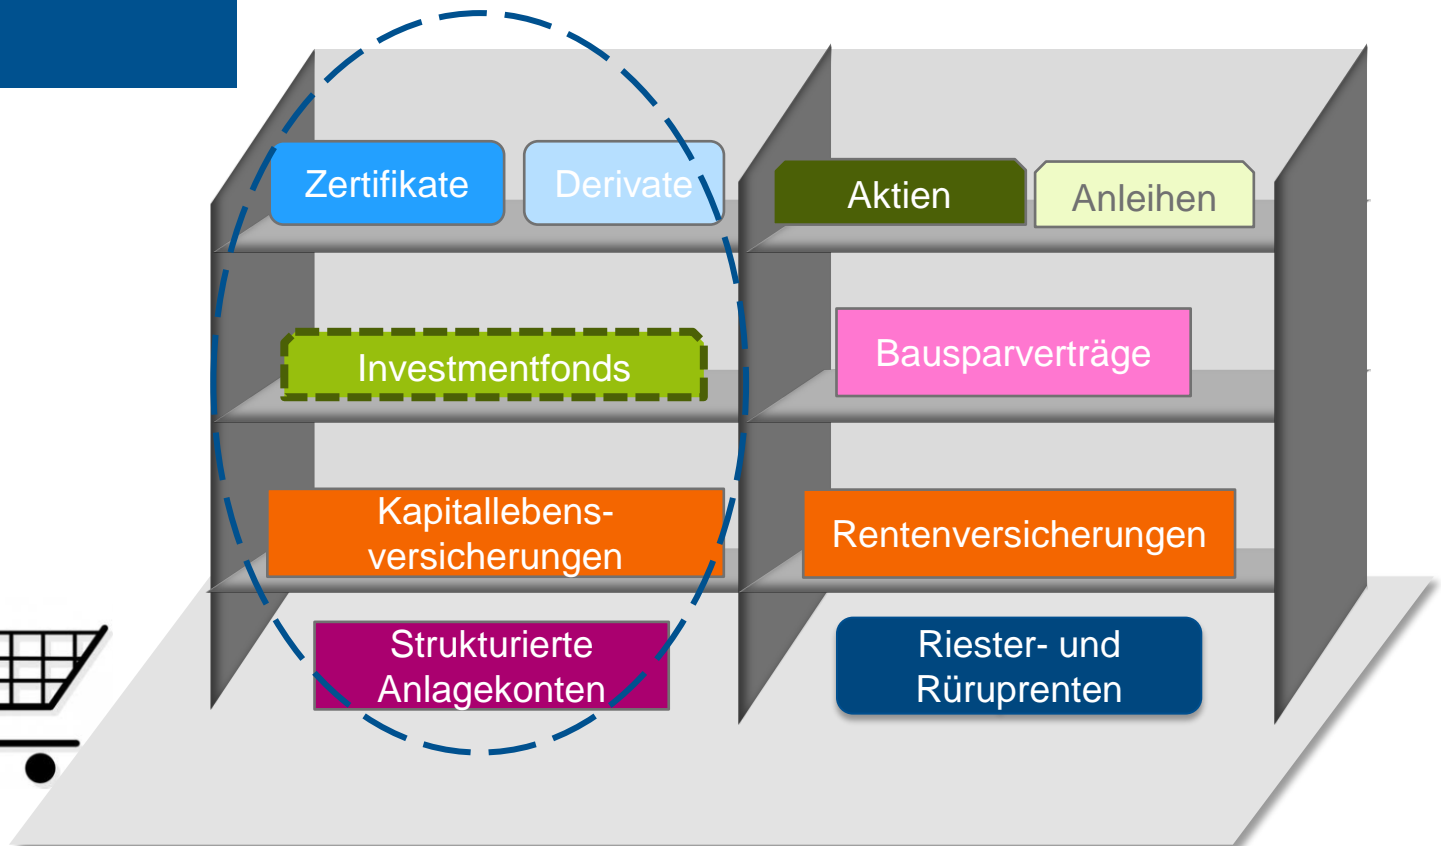 Zertifikate
Derivate
Aktien
Anleihen
Investmentfonds
Bausparverträge
Kapitallebens-
versicherungen
Rentenversicherungen
Strukturierte
Anlagekonten
Riester- und
Rüruprenten